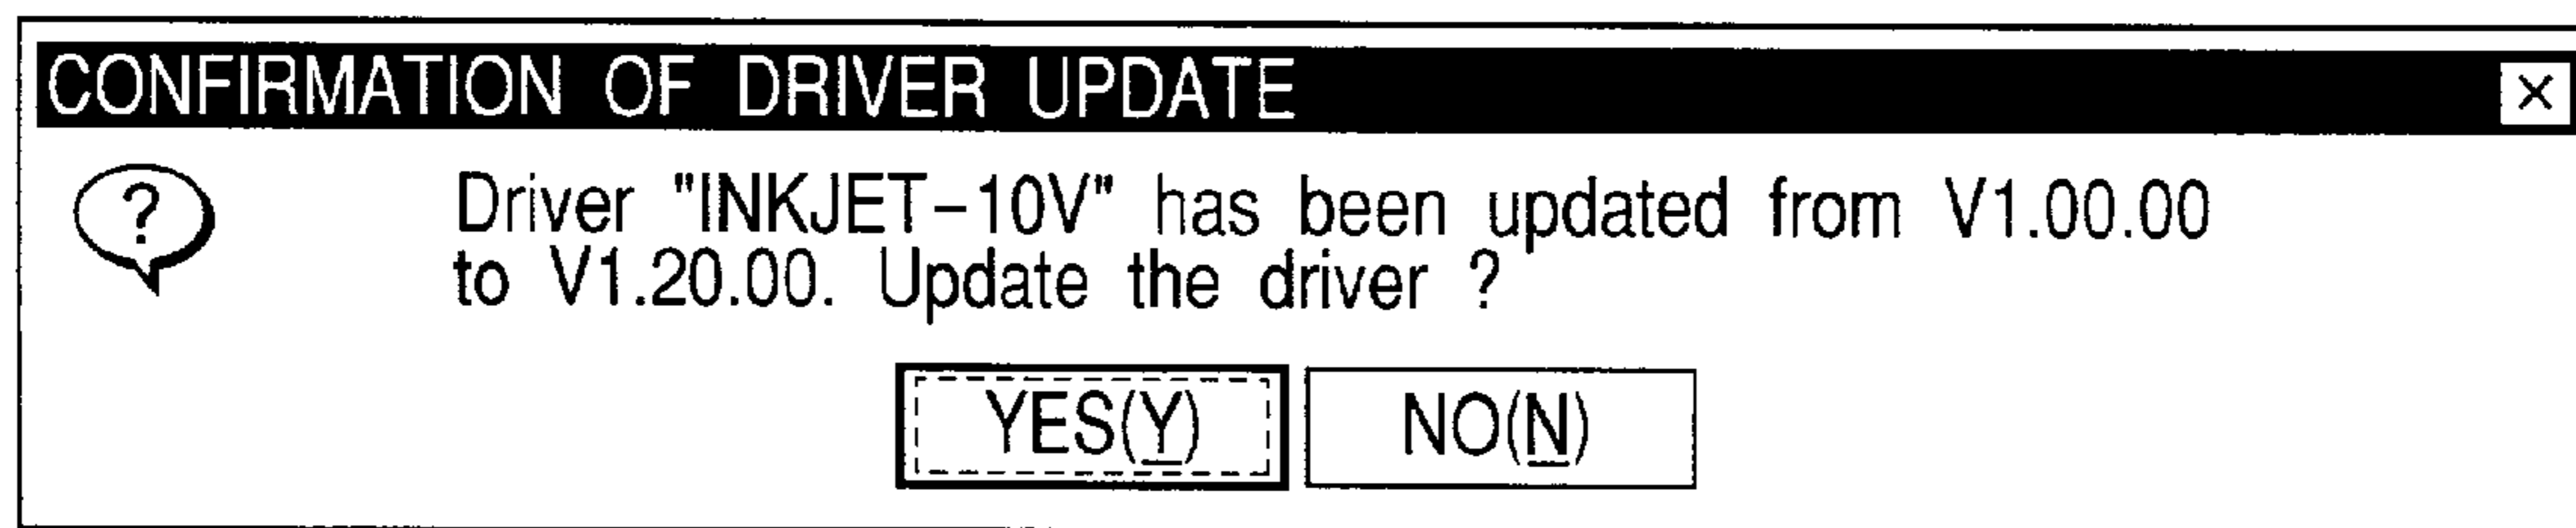 CONFIRMATION OF DRIVER UPDATE
?
Driver "INKJET-10V" has been updated from V1.00.00
to V1.20.00. Update the driver ?
YES(Y) NO(N)